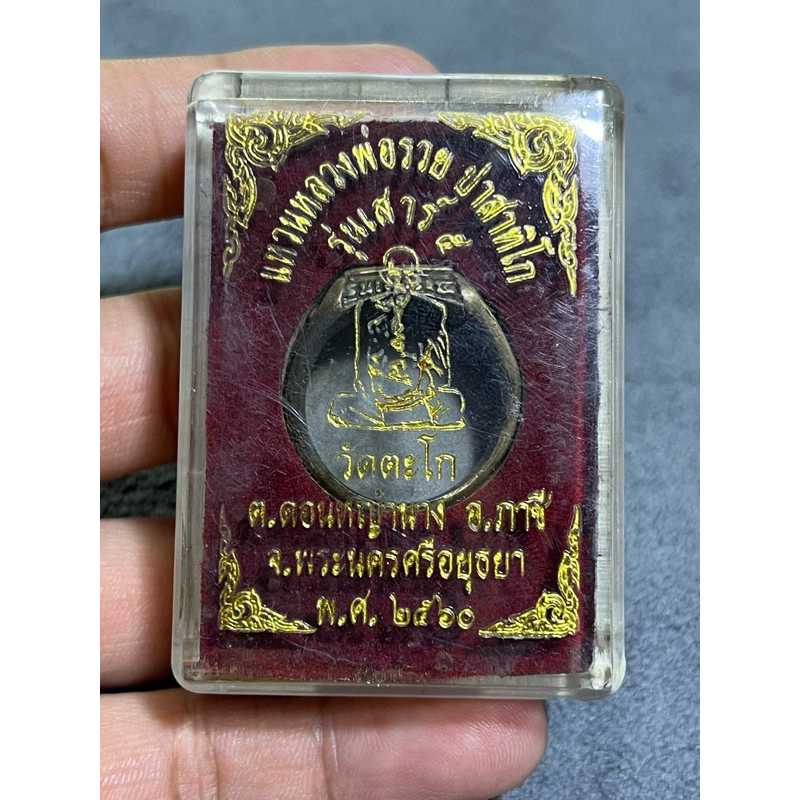 แหวนหลวงพ่อรวย ปาสาทิโก
รุ่นเสาร์ ๕
วัดตะโก
ต.ดอนหญ้านาง อ.ภาชี
จ.พระนครศรีอยุธยา
พ.ศ. ๒๕๖๐